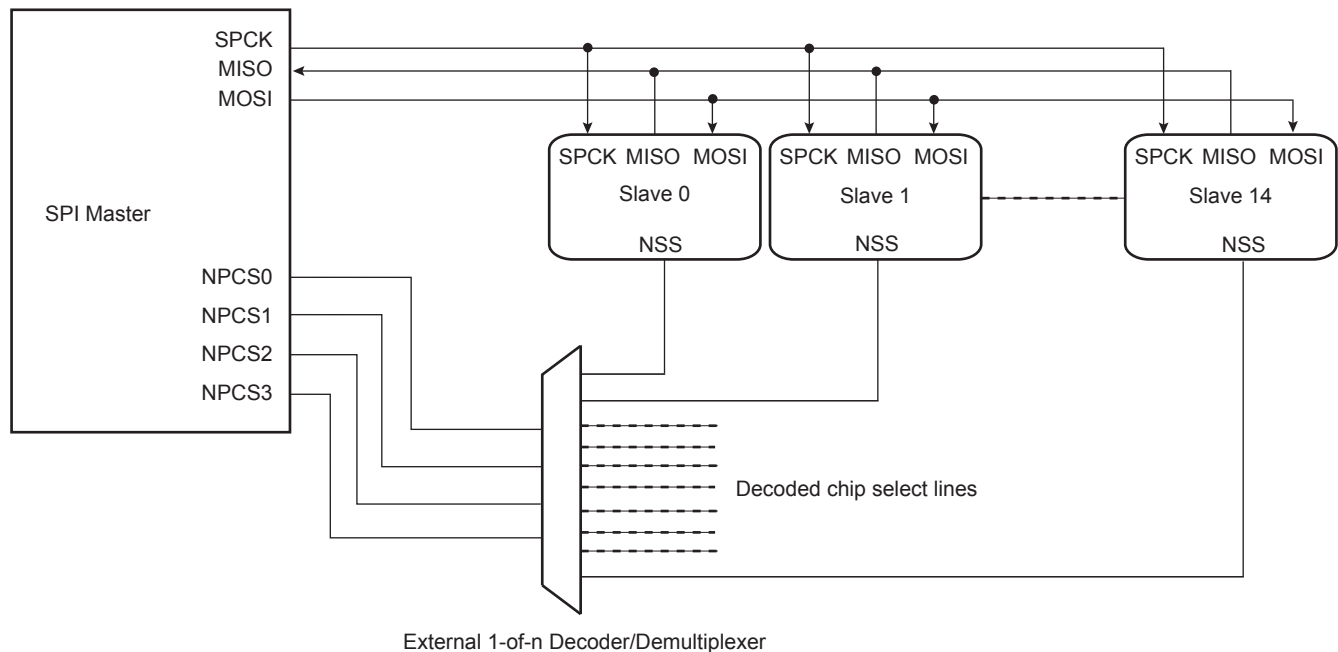 SPCK
MISO
MOSI
SPI Master
NPCS0
NPCS1
NPCS2
NPCS3
SPCK MISO MOSI
Slave 0
NSS
SPCK MISO MOSI
Slave 1
NSS
SPCK MISO MOSI
Slave 14
NSS
Decoded chip select lines
External 1-of-n Decoder/Demultiplexer